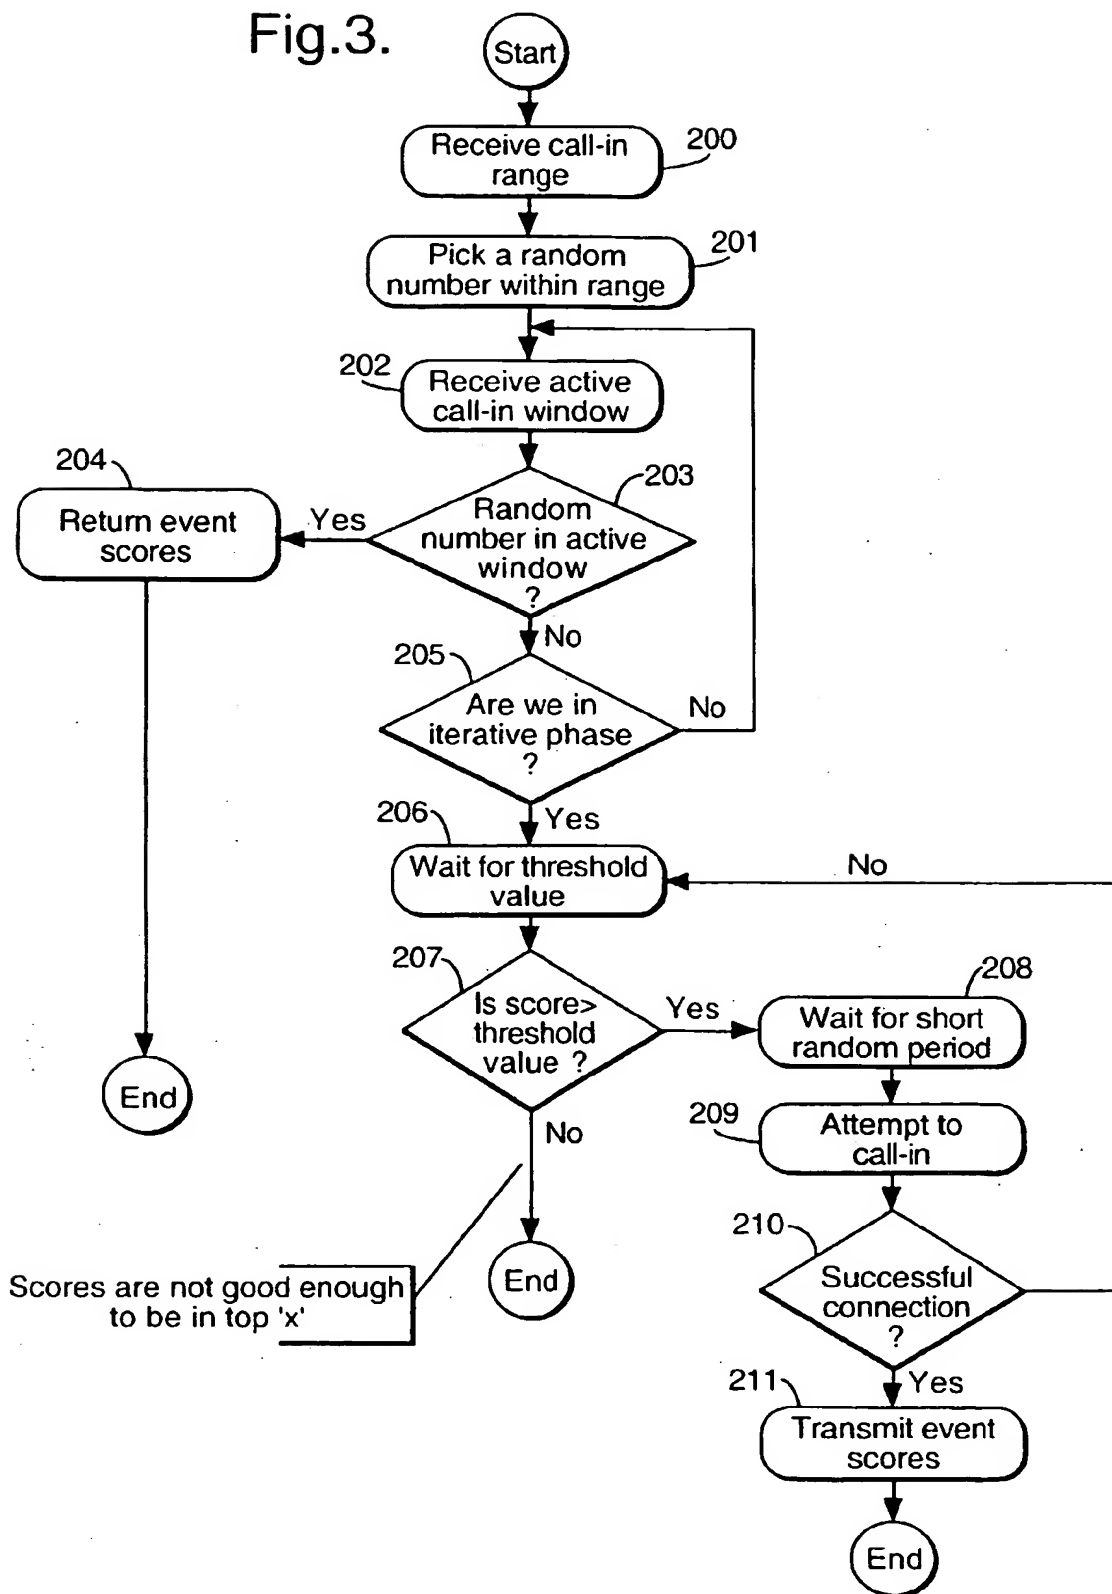 Fig.3.
Start
Receive call-in
range
200
Pick a random
number within range
201
202
Receive active
call-in window
204
Return event
scores
Yes
203
Random
number in active
window
?
No
205
Are we in
iterative phase
?
No
Yes
206
Wait for threshold
value
No
207
Is score>
threshold
value ?
Yes
208
Wait for short
random period
End
No
209
Attempt to
call-in
210
Successful
connection
?
End
Scores are not good enough
to be in top 'x'
Yes
211
Transmit event
scores
End